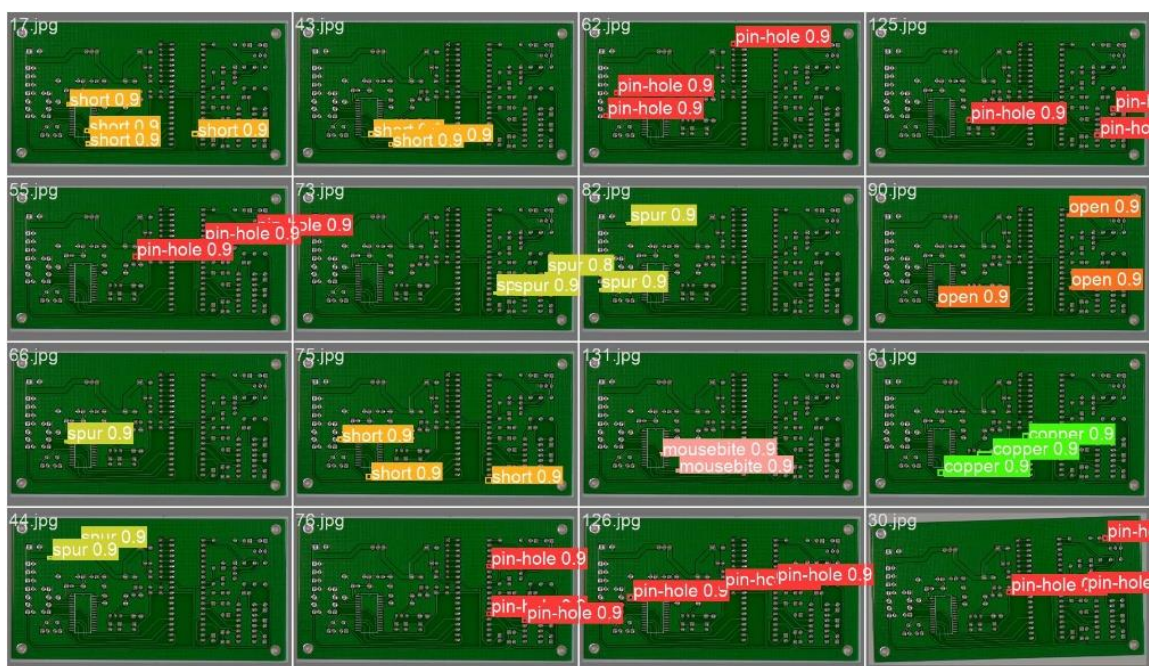 17.jpg
short 0.9
short 0.9
short 0.9
short 0.9
43.jpg
short 0.9
short 0.9
62.jpg
pin-hole 0.9
pin-hole 0.9
pin-hole 0.9
125.jpg
pin-hole 0.9
55.jpg
pin-hole 0.9
pin-hole 0.9
73.jpg
spur 0.8
spur 0.9
82.jpg
spur 0.9
spur 0.9
90.jpg
open 0.9
open 0.9
open 0.9
66.jpg
spur 0.9
75.jpg
short 0.9
short 0.9
short 0.9
131.jpg
mousebite 0.9
mousebite 0.9
61.jpg
copper 0.9
copper 0.9
copper 0.9
44.jpg
spur 0.9
spur 0.9
76.jpg
pin-hole 0.9
pin-hole 0.9
126.jpg
pin-hole 0.9
pin-hole 0.9
30.jpg
pin-hole
pin-hole